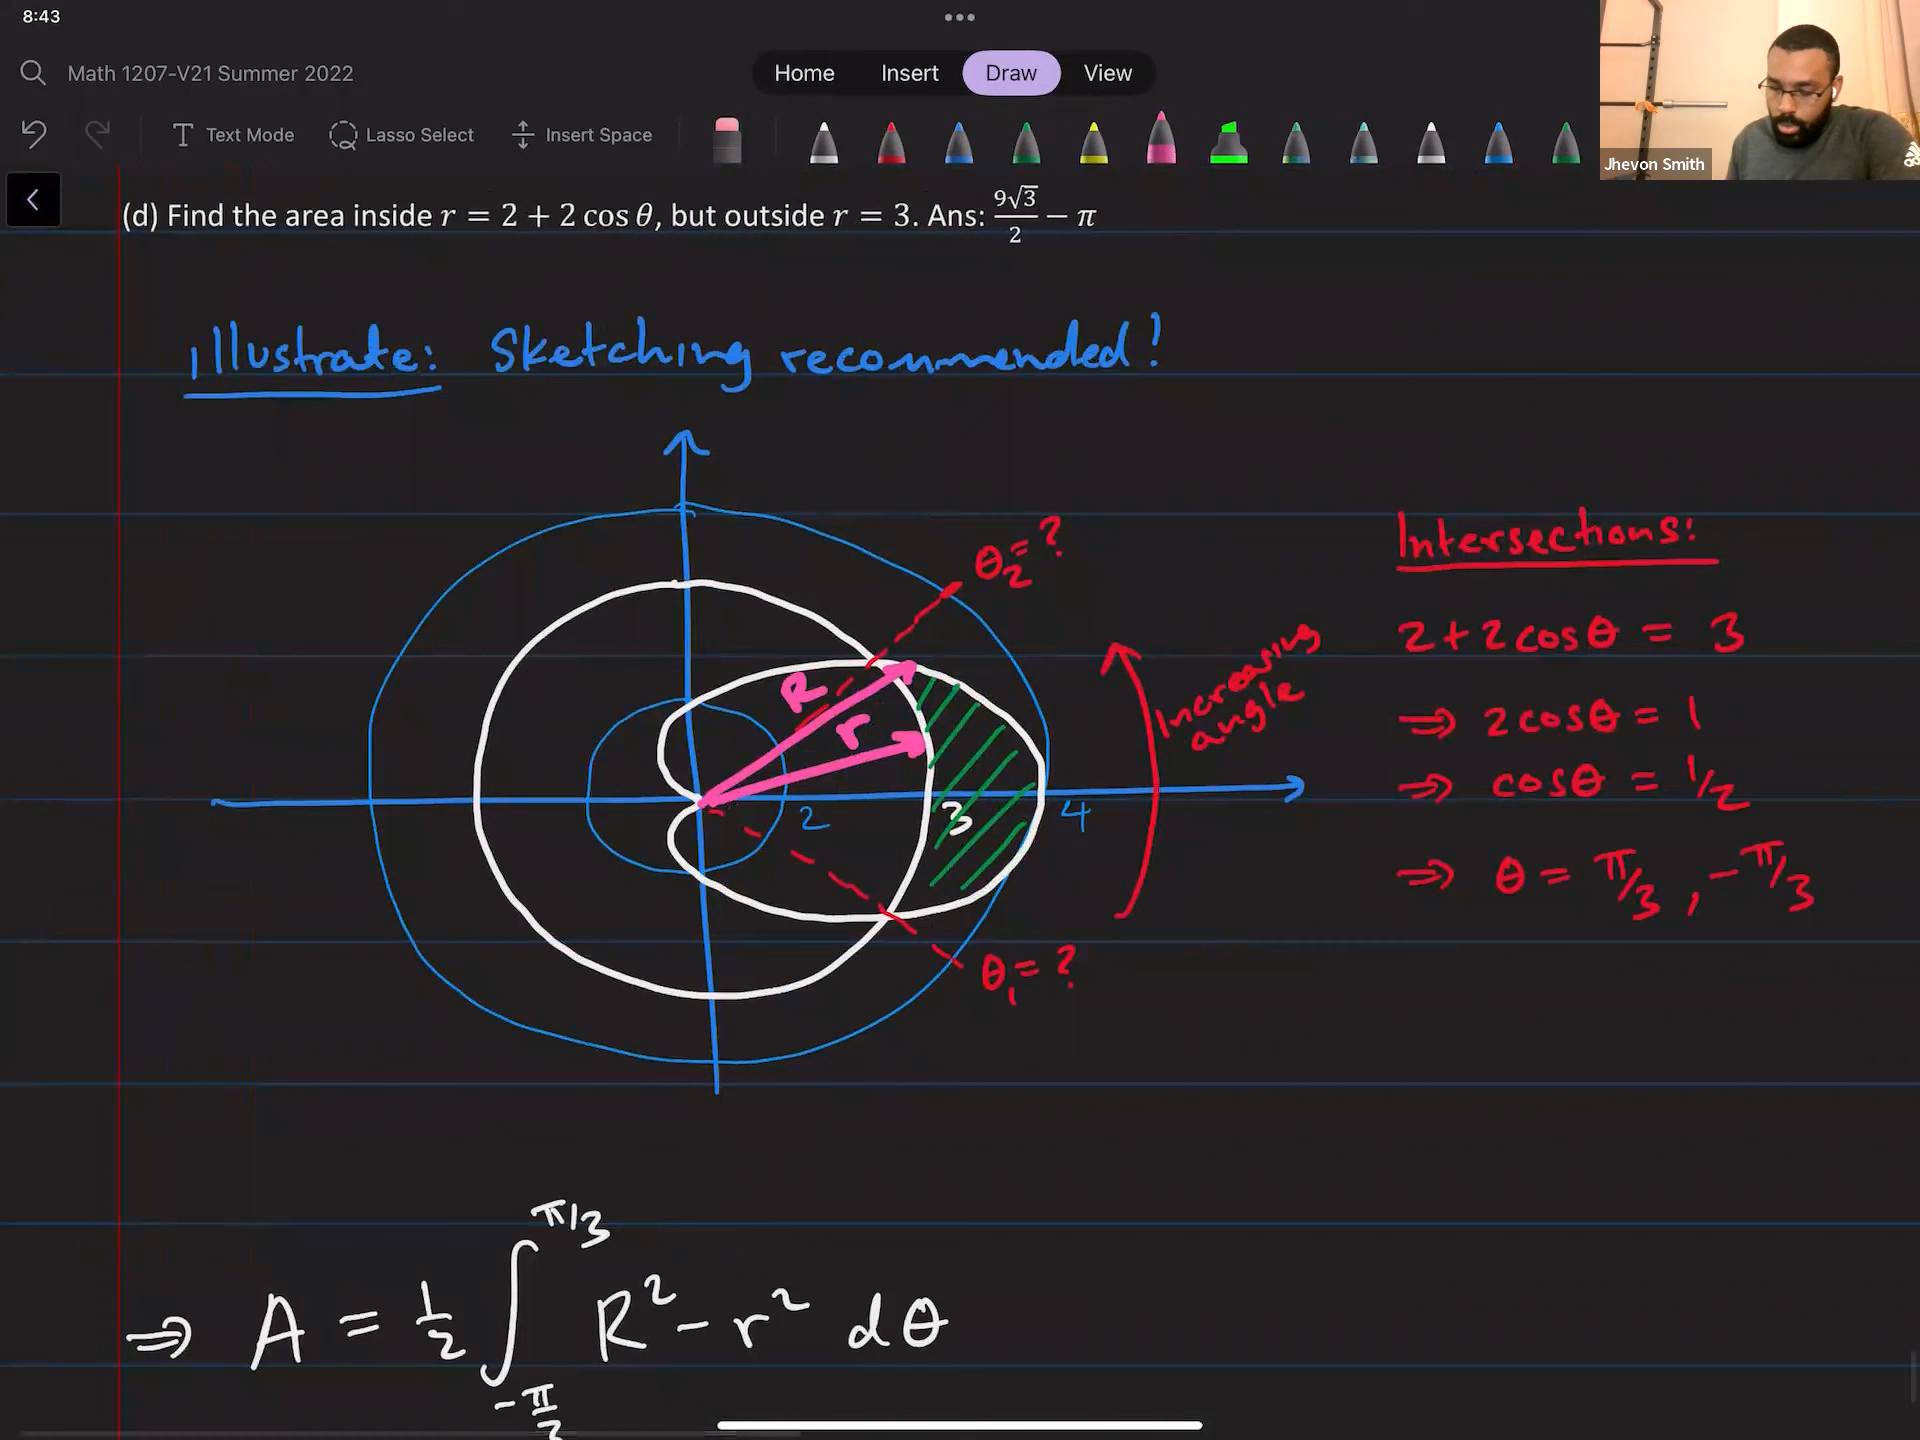 8:43
Math 1207-V21 Summer 2022
Home Insert Draw View
Text Mode Lasso Select Insert Space
Jhevon Smith
(d) Find the area inside r = 2 + 2 cos θ, but outside r = 3. Ans: 9√3/2 − π
Illustrate: Sketching recommended!
θ₂ = ?
Intersections:
2 + 2cosθ = 3
Increasing
angle
R
r
⇒ 2cosθ = 1
⇒ cosθ = 1/2
2 3 4
⇒ θ = π/3, -π/3
θ₁ = ?
π/3
⇒ A = 1/2 ∫ R² - r² dθ
-π